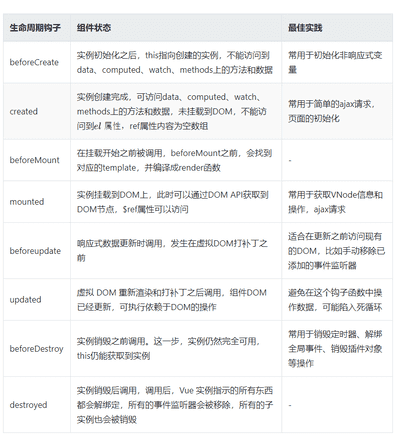 生命周期钩子 组件状态 最佳实践
beforeCreate
实例初始化之后，this指向创建的实例，不能访问到
data、computed、watch、methods上的方法和数据
常用于初始化非响应式变
量
created
实例创建完成，可访问data、computed、watch、
methods上的方法和数据，未挂载到DOM，不能访
问到el 属性，ref属性内容为空数组
常用于简单的ajax请求，
页面的初始化
beforeMount
在挂载开始之前被调用，beforeMount之前，会找到
对应的template，并编译成render函数
-
mounted
实例挂载到DOM上，此时可以通过DOM API获取到
DOM节点，$ref属性可以访问
常用于获取VNode信息和
操作，ajax请求
beforeupdate
响应式数据更新时调用，发生在虚拟DOM打补丁之
前
适合在更新之前访问现有
的DOM，比如手动移除已
添加的事件监听器
updated
虚拟 DOM 重新渲染和打补丁之后调用，组件DOM
已经更新，可执行依赖于DOM的操作
避免在这个钩子函数中操
作数据，可能陷入死循环
beforeDestroy
实例销毁之前调用。这一步，实例仍然完全可用，
this仍能获取到实例
常用于销毁定时器、解绑
全局事件、销毁插件对象
等操作
destroyed
实例销毁后调用，调用后，Vue 实例指示的所有东西
都会解绑定，所有的事件监听器会被移除，所有的子
实例也会被销毁
-